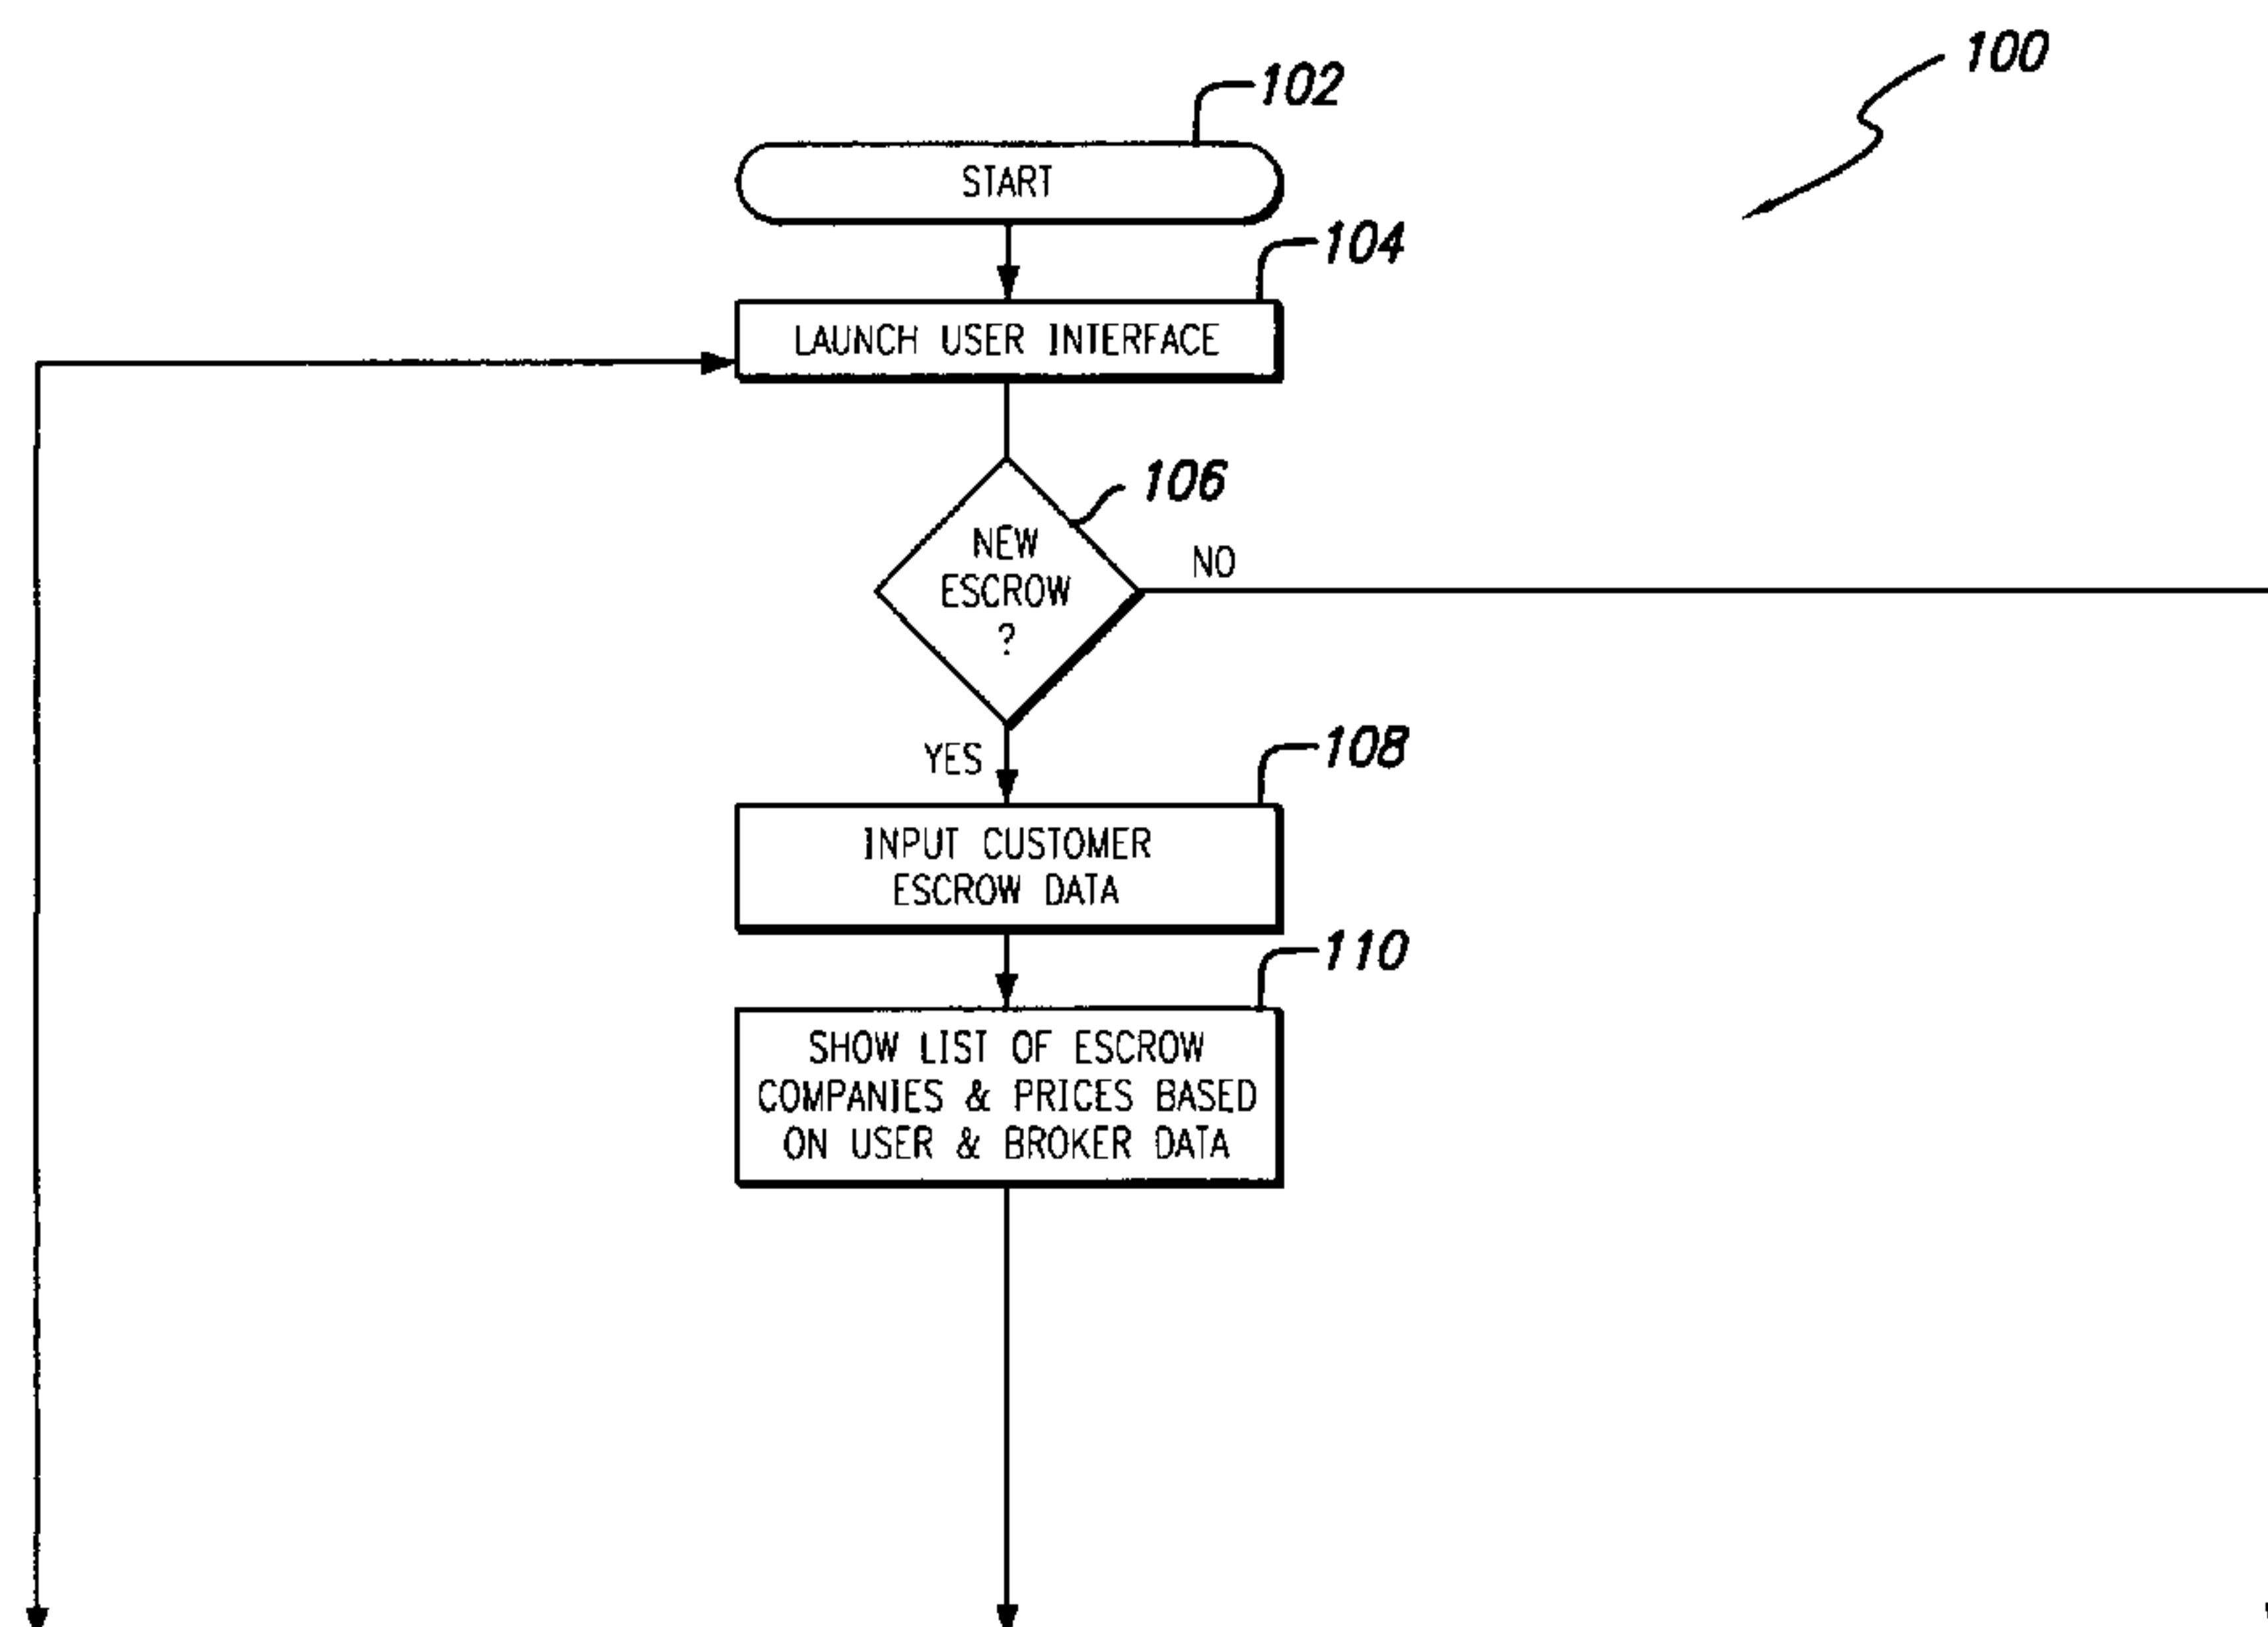 100
102
START
104
LAUNCH USER INTERFACE
106
NEW
ESCROW
?
NO
YES
108
INPUT CUSTOMER
ESCROW DATA
110
SHOW LIST OF ESCROW
COMPANIES & PRICES BASED
ON USER & BROKER DATA